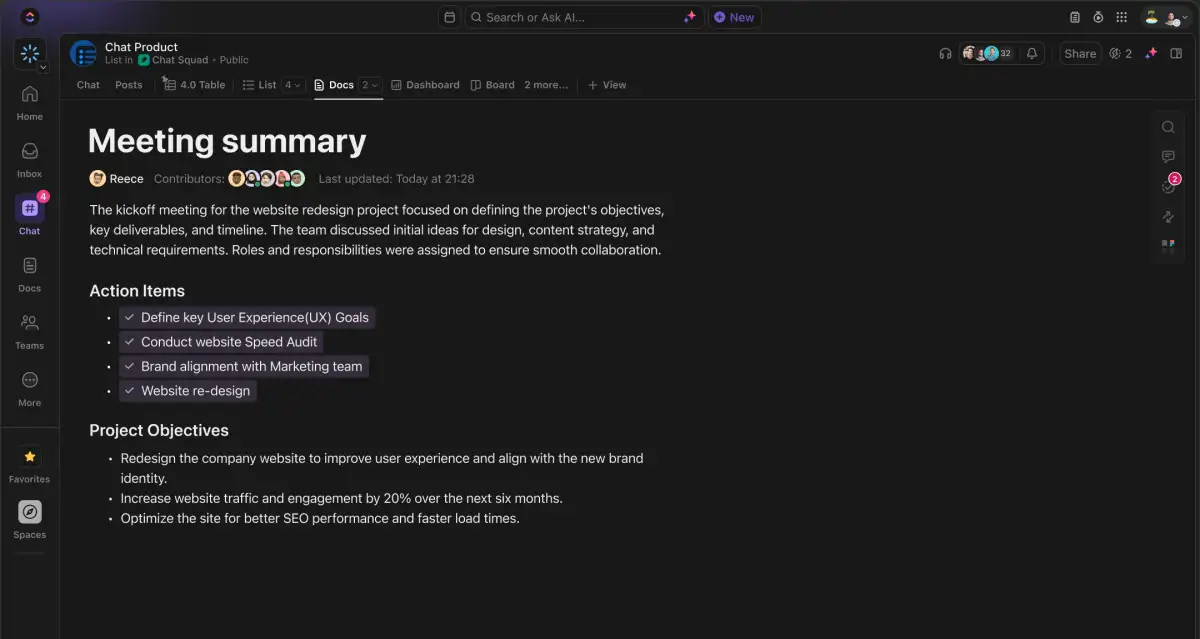 Search or Ask AI...
New
Chat Product
List in Chat Squad • Public
32
Share
2
Chat
Posts
4.0 Table
List 4
Docs 2
Dashboard
Board
2 more...
+ View
Home
Inbox
4
Chat
Docs
Teams
More
Favorites
Spaces
Meeting summary
Reece Contributors: Last updated: Today at 21:28
The kickoff meeting for the website redesign project focused on defining the project's objectives,
key deliverables, and timeline. The team discussed initial ideas for design, content strategy, and
technical requirements. Roles and responsibilities were assigned to ensure smooth collaboration.
Action Items
• Define key User Experience(UX) Goals
• Conduct website Speed Audit
• Brand alignment with Marketing team
• Website re-design
Project Objectives
• Redesign the company website to improve user experience and align with the new brand
identity.
• Increase website traffic and engagement by 20% over the next six months.
• Optimize the site for better SEO performance and faster load times.
2